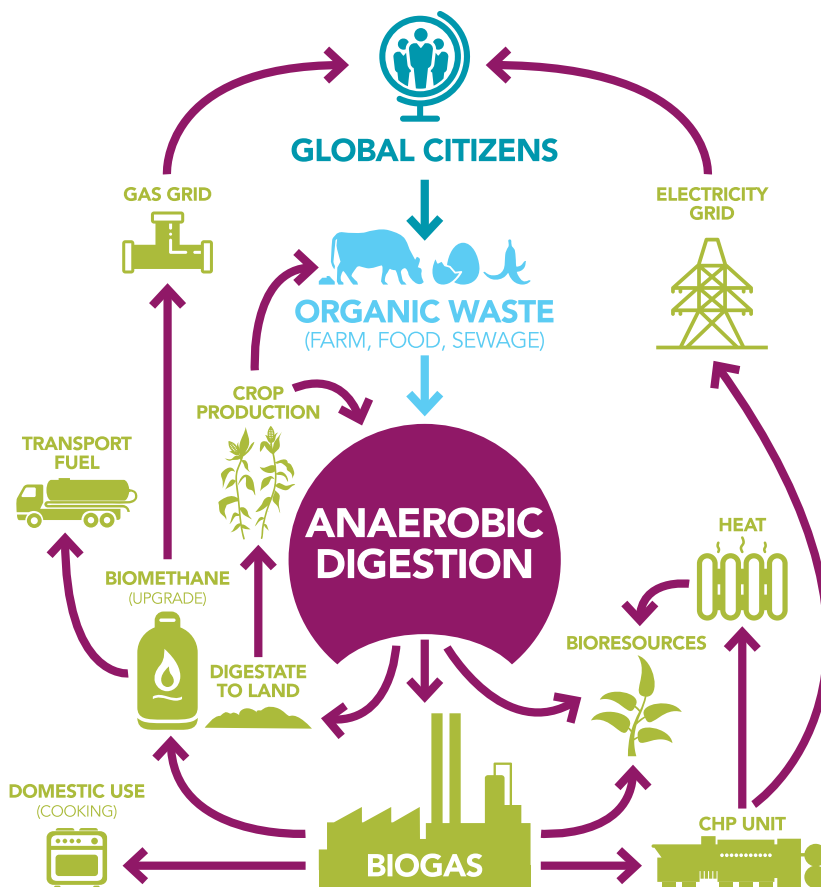 GLOBAL CITIZENS
GAS GRID
ELECTRICITY
GRID
ORGANIC WASTE
(FARM, FOOD, SEWAGE)
CROP
PRODUCTION
TRANSPORT
FUEL
ANAEROBIC
DIGESTION
HEAT
BIOMETHANE
(UPGRADE)
BIORESOURCES
DIGESTATE
TO LAND
DOMESTIC USE
(COOKING)
CHP UNIT
BIOGAS